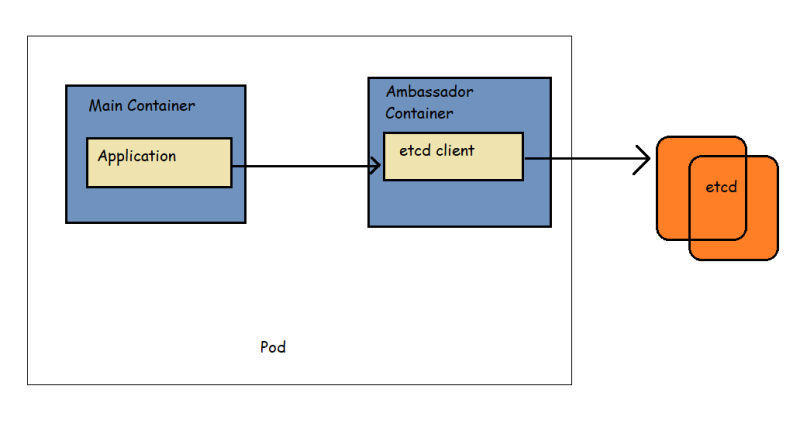 Main Container
Application
Ambassador
Container
etcd client
etcd
Pod